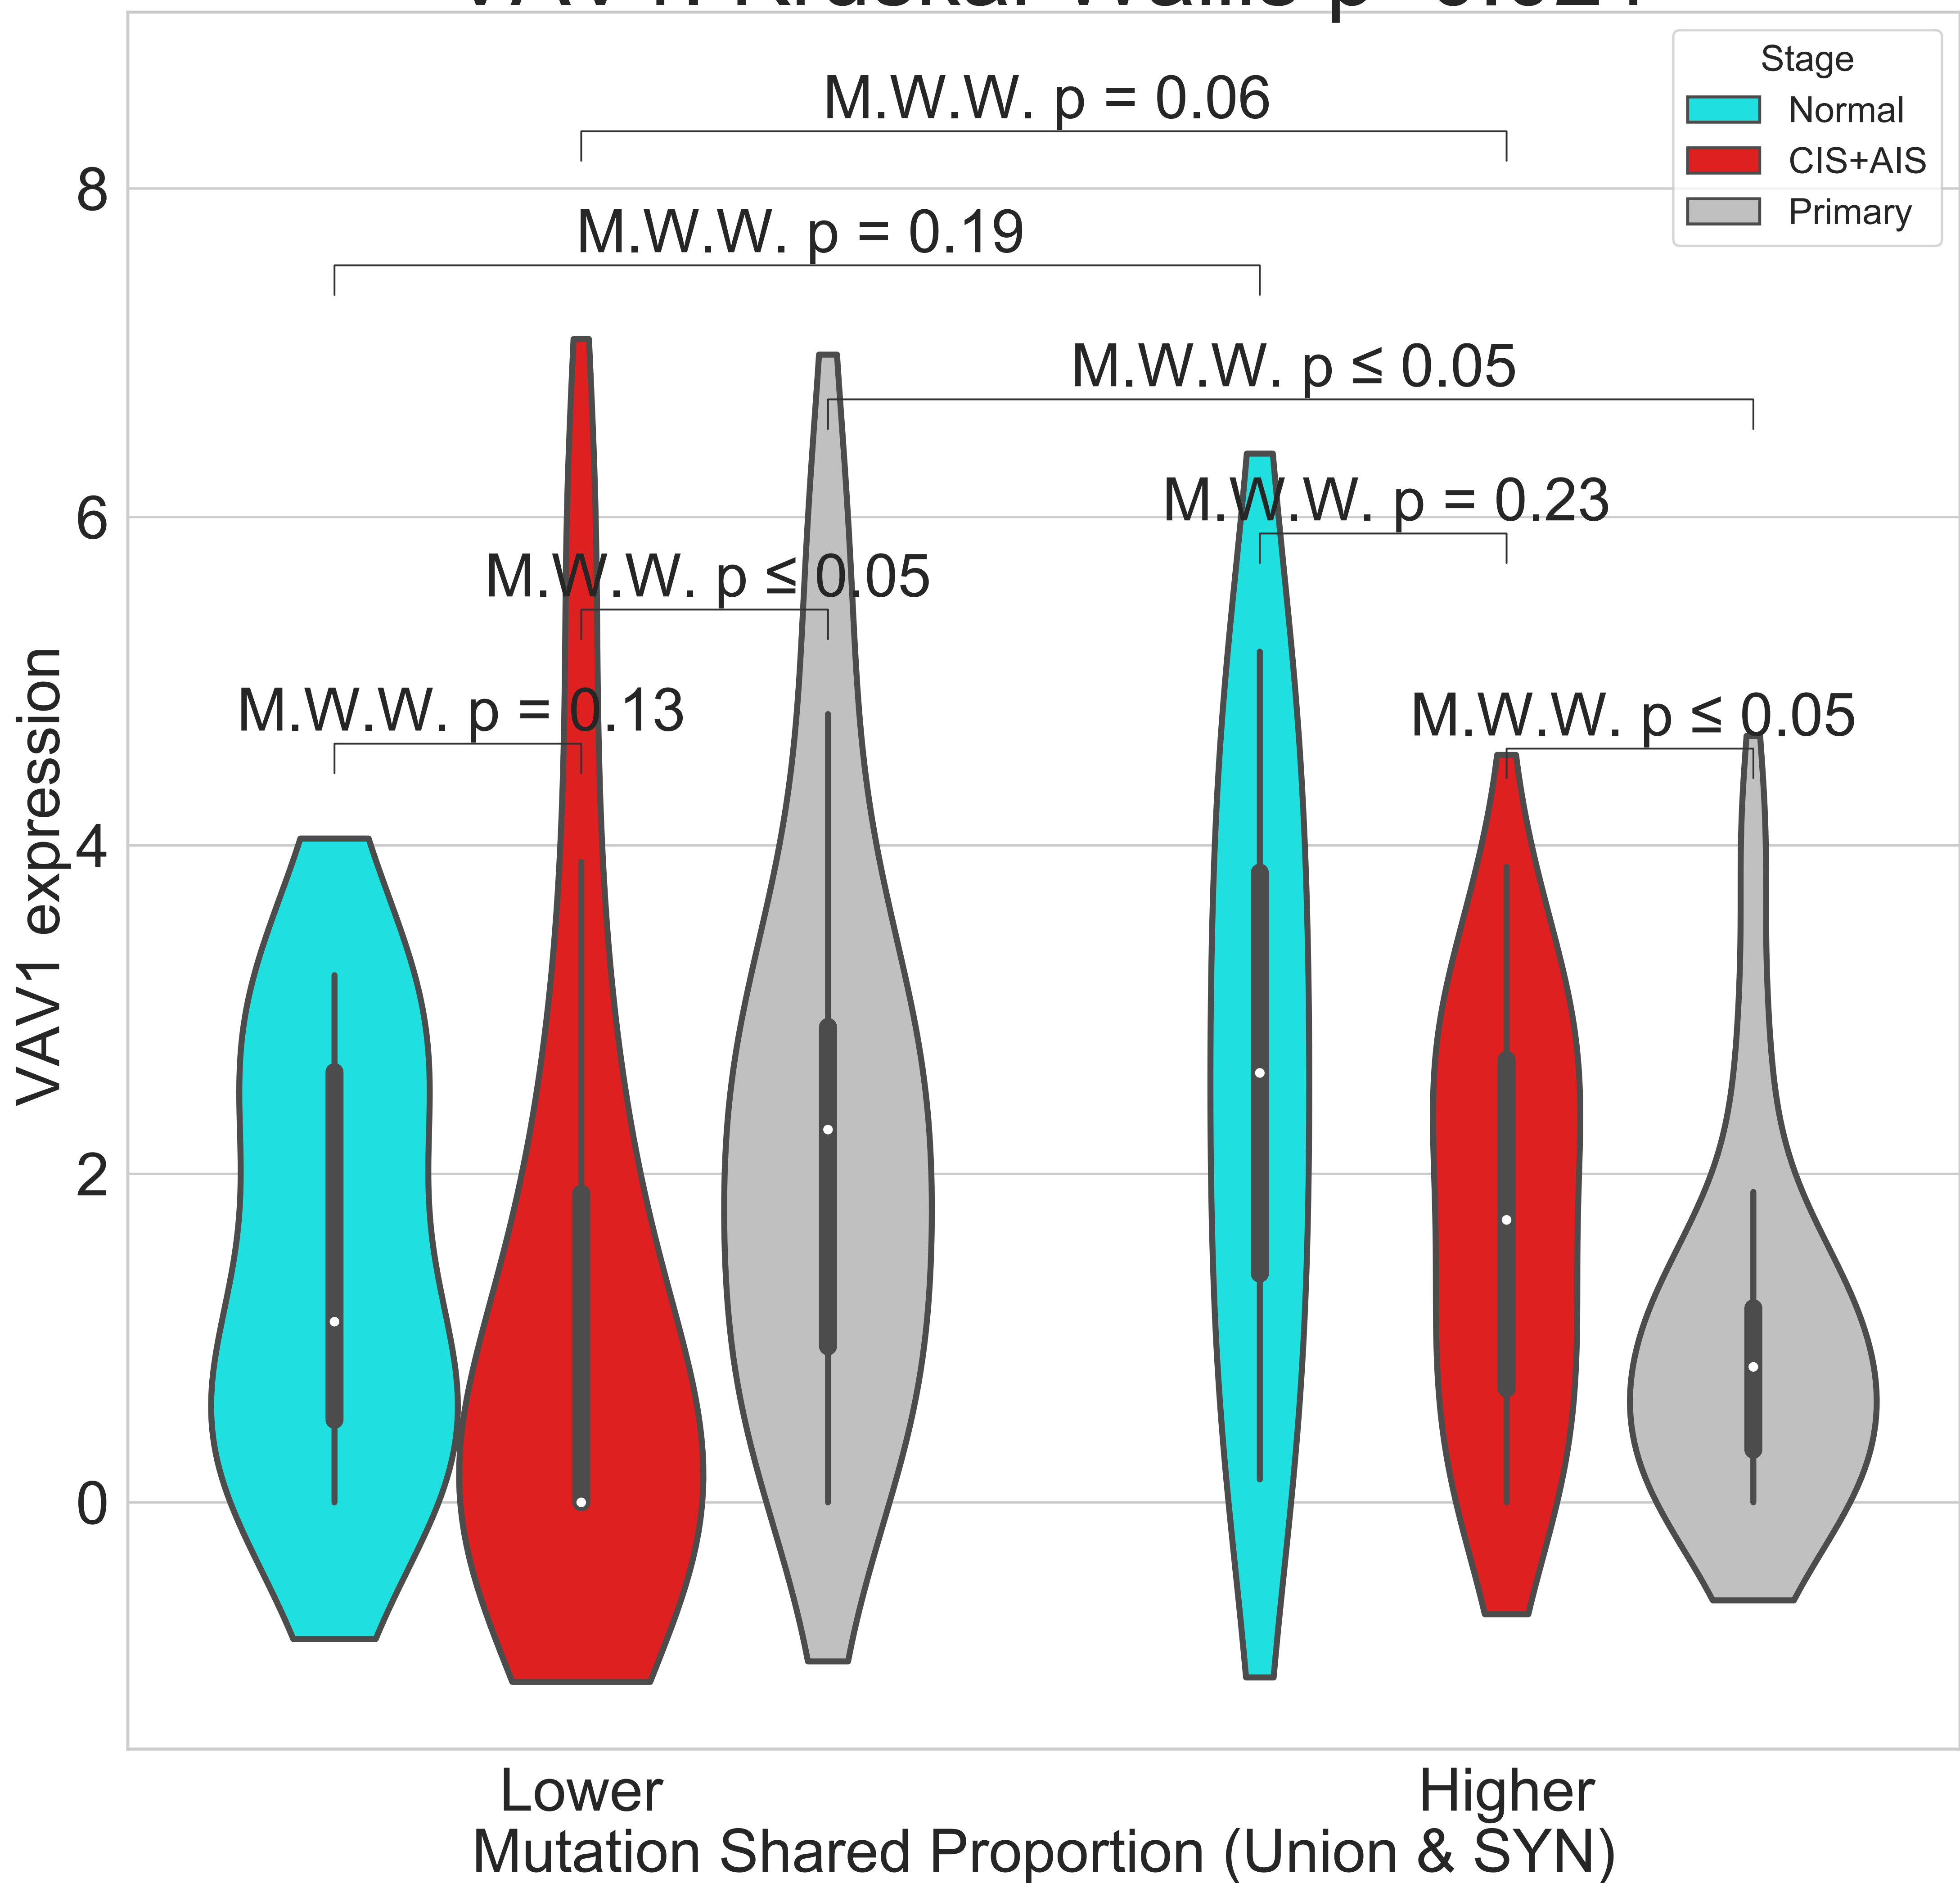 Stage
Normal
CIS+AIS
Primary
M.W.W. p = 0.06
M.W.W. p = 0.19
M.W.W. p ≤ 0.05
M.W.W. p = 0.23
M.W.W. p ≤ 0.05
M.W.W. p = 0.13
M.W.W. p ≤ 0.05
8
6
4
2
0
VAV1 expression
Lower
Higher
Mutation Shared Proportion (Union & SYN)